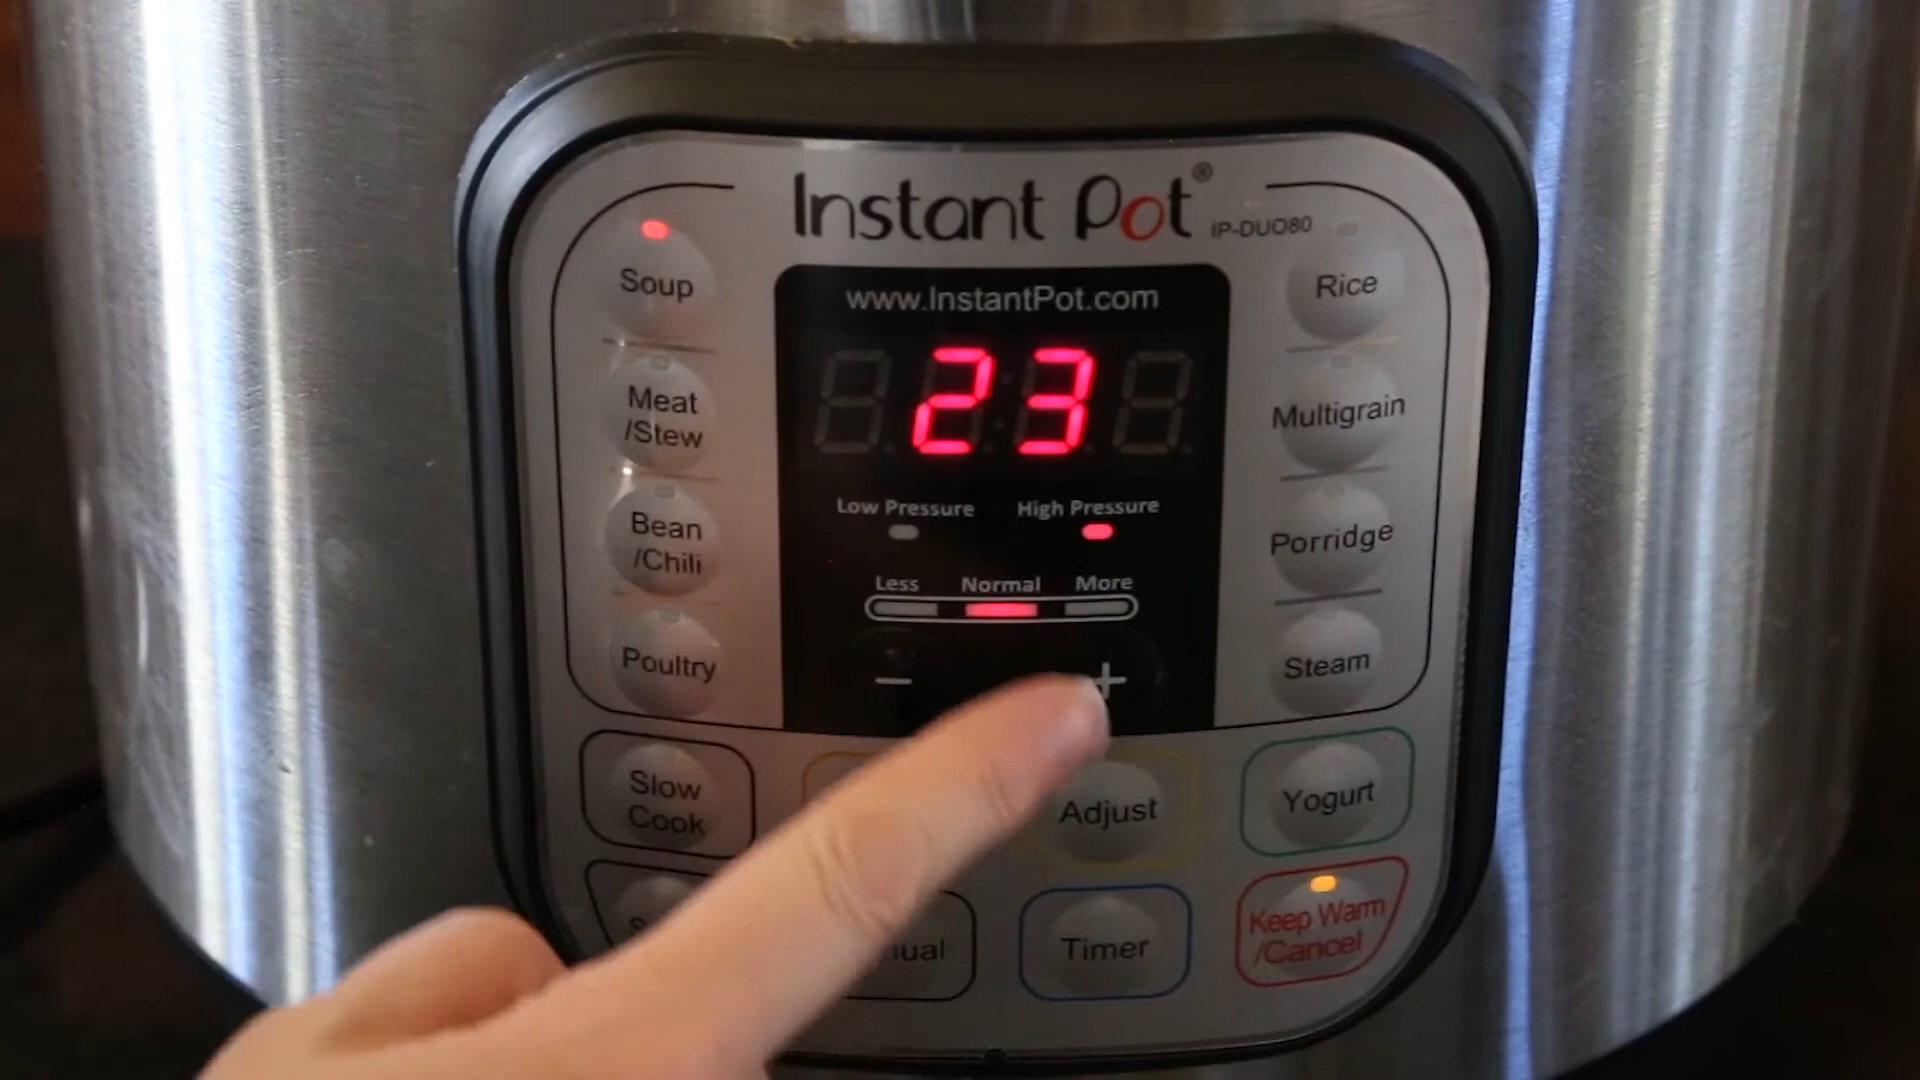 Instant Pot®
IP-DUO80
www.InstantPot.com
23
Low Pressure High Pressure
Less Normal More
− +
Soup
Meat
/Stew
Bean
/Chili
Poultry
Rice
Multigrain
Porridge
Steam
Slow
Cook
Adjust
Yogurt
Timer
Keep Warm
/Cancel